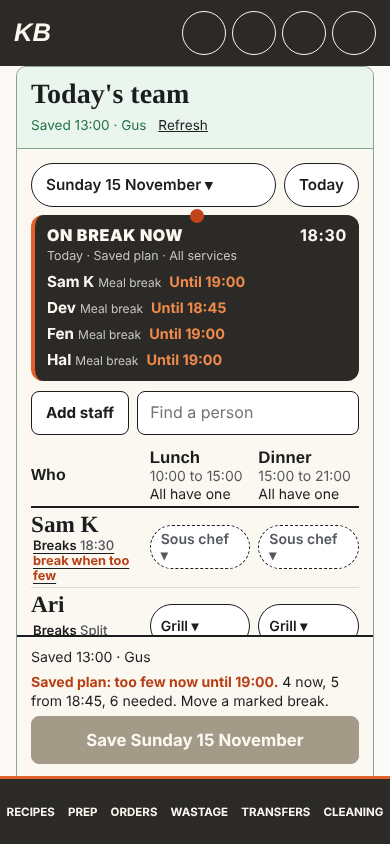 KB
Today's team
Saved 13:00 · Gus Refresh
Sunday 15 November ▾ Today
ON BREAK NOW 18:30
Today · Saved plan · All services
Sam K Meal break Until 19:00
Dev Meal break Until 18:45
Fen Meal break Until 19:00
Hal Meal break Until 19:00
Add staff Find a person
Who Lunch Dinner
10:00 to 15:00 15:00 to 21:00
All have one All have one
Sam K
Breaks 18:30
break when too
few
Sous chef ▾ Sous chef ▾
Ari
Breaks Split
Grill ▾ Grill ▾
Saved 13:00 · Gus
Saved plan: too few now until 19:00. 4 now, 5
from 18:45, 6 needed. Move a marked break.
Save Sunday 15 November
RECIPES PREP ORDERS WASTAGE TRANSFERS CLEANING